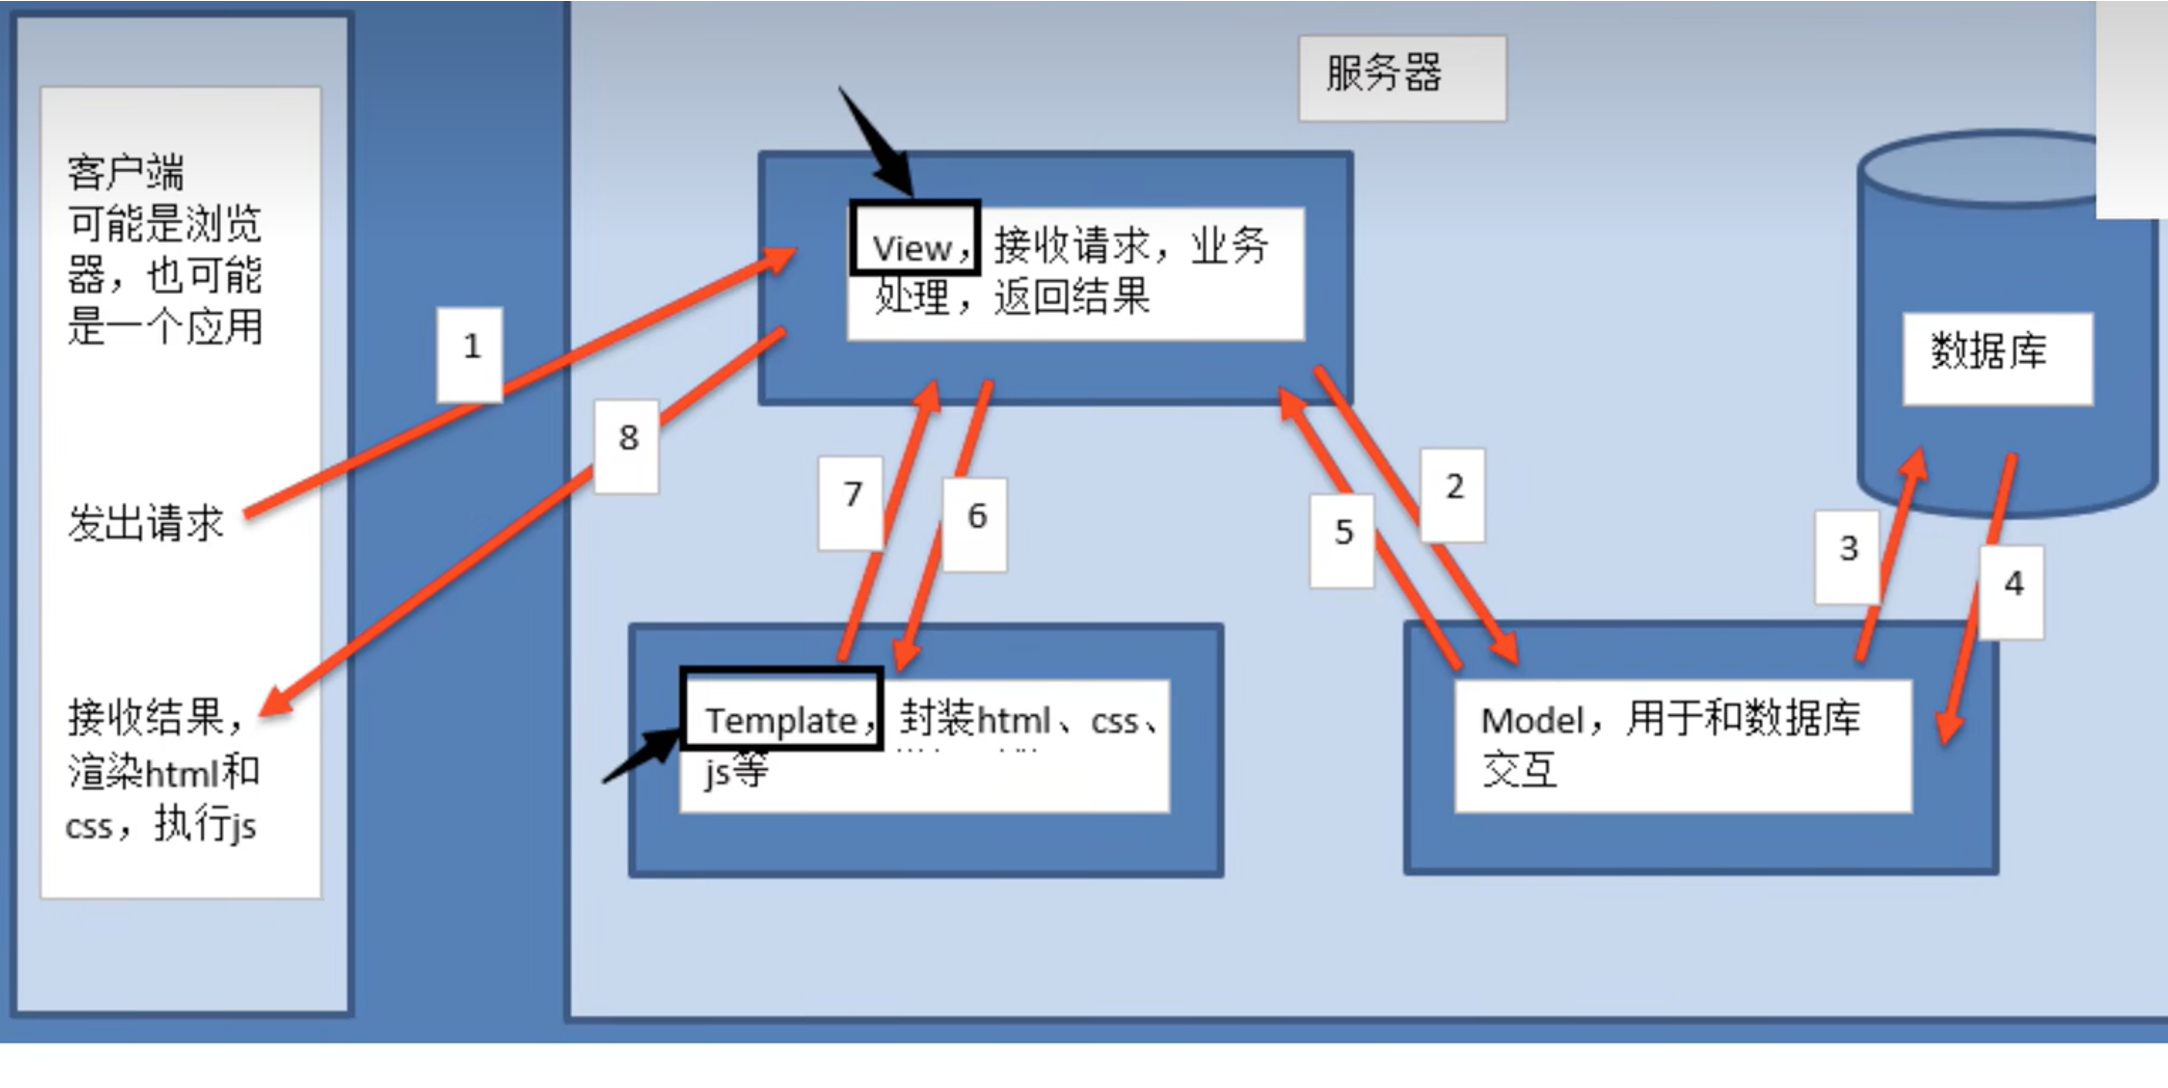 服务器
客户端
可能是浏览
器，也可能
是一个应用
发出请求
接收结果，
渲染html和
css，执行js
1
8
View，接收请求，业务
处理，返回结果
7
6
5
2
3
4
数据库
Template，封装html、css、
js等
Model，用于和数据库
交互